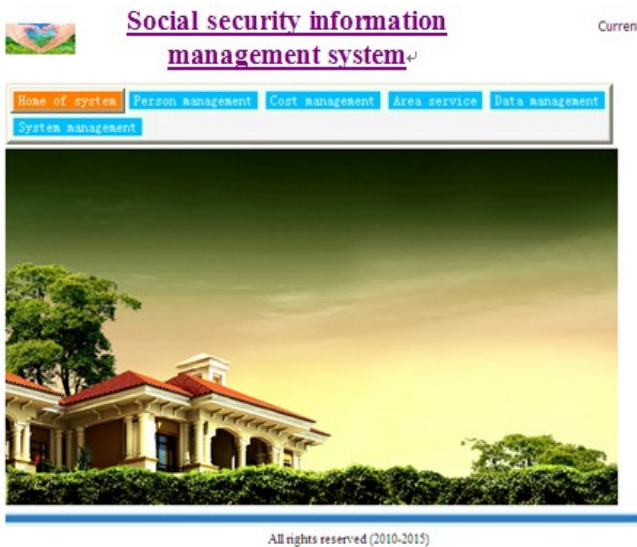 Social security information
management system
Current
Home of system Person management Cost management Area service Data management
System management
All rights reserved (2010-2015)